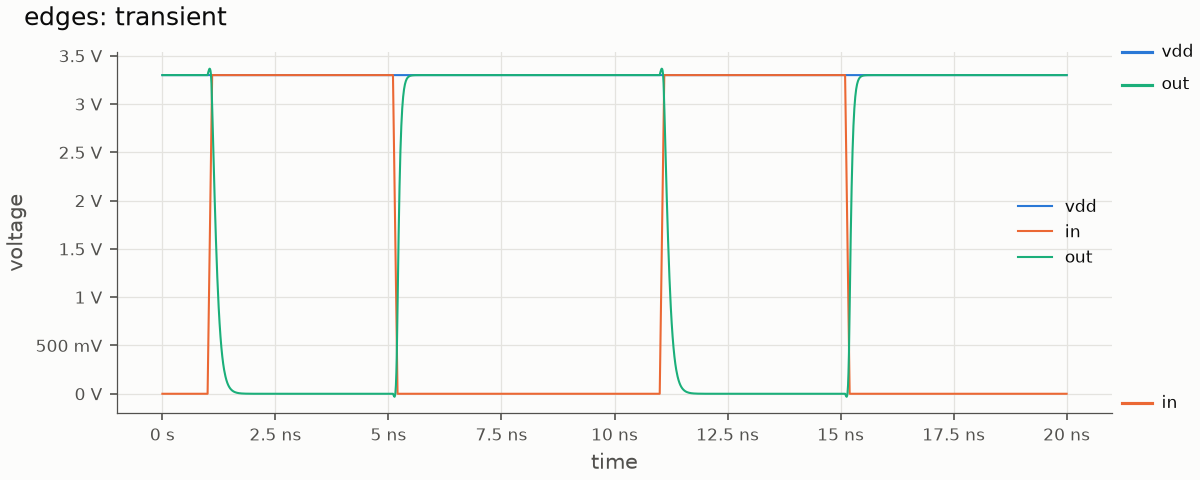 edges: transient
3.5 V
3 V
2.5 V
2 V
1.5 V
1 V
500 mV
0 V
voltage
0 s
2.5 ns
5 ns
7.5 ns
10 ns
12.5 ns
15 ns
17.5 ns
20 ns
time
vdd
in
out
vdd
out
in